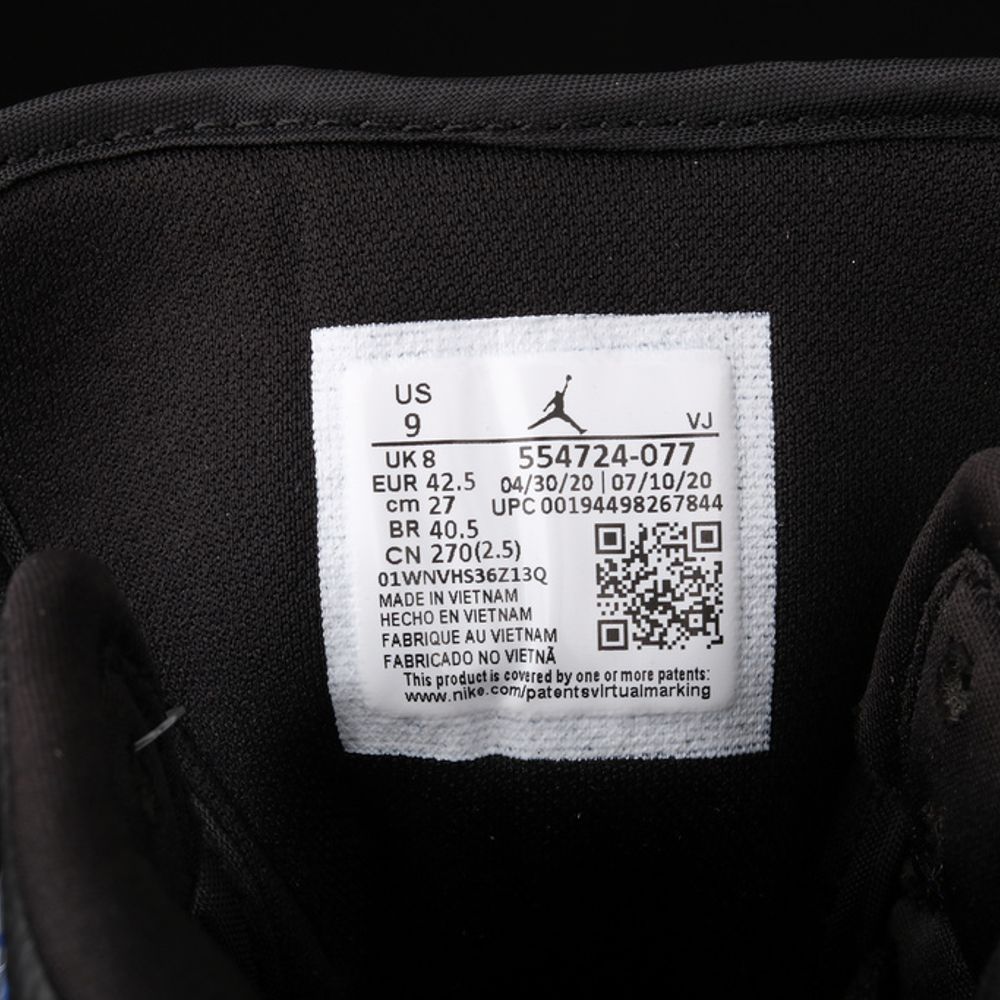 US
9
VJ
UK 8
554724-077
EUR 42.5
04/30/20 | 07/10/20
cm 27
UPC 00194498267844
BR 40.5
CN 270(2.5)
01WNVHS36Z13Q
MADE IN VIETNAM
HECHO EN VIETNAM
FABRIQUE AU VIETNAM
FABRICADO NO VIETNÃ
This product is covered by one or more patents:
www.nike.com/patentsvirtualmarking